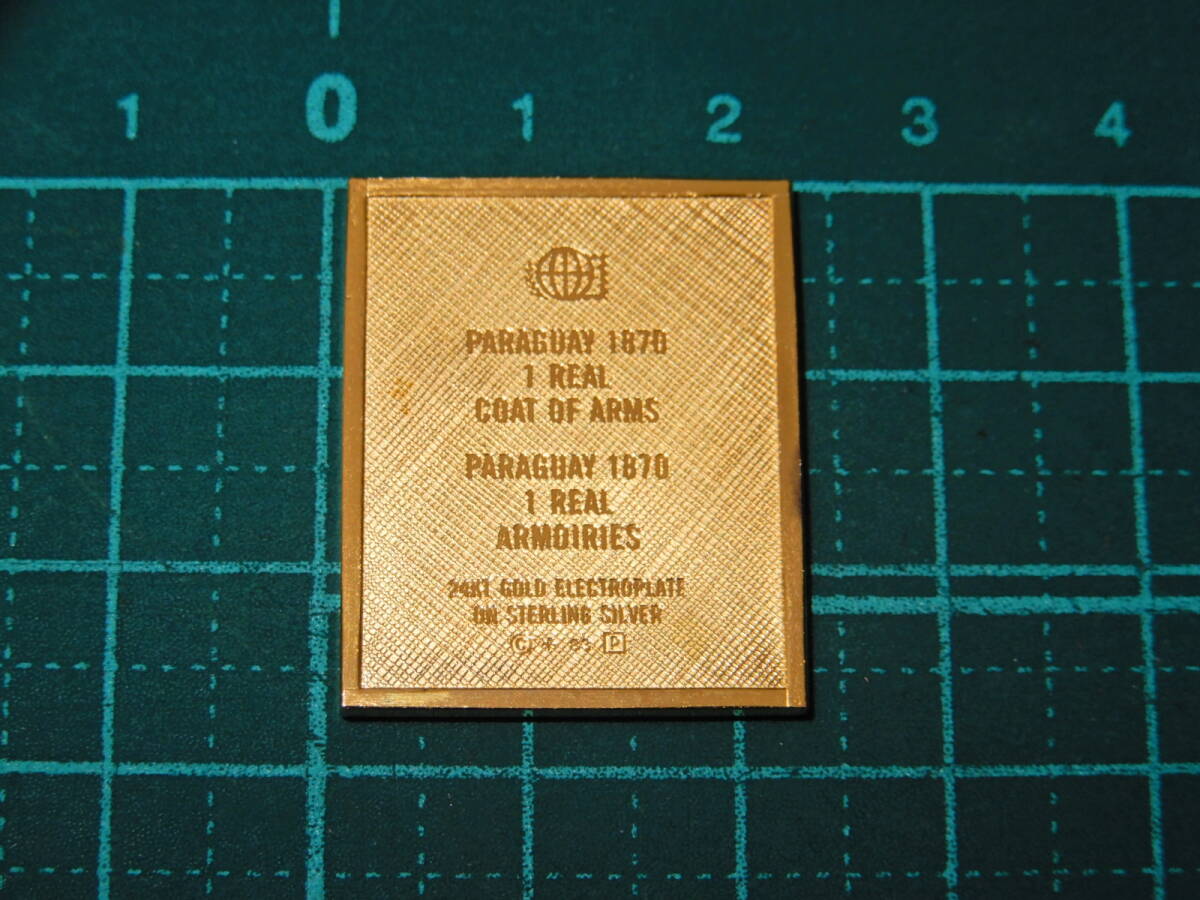 1 0 1 2 3 4
PARAGUAY 1870
1 REAL
COAT OF ARMS
PARAGUAY 1870
1 REAL
ARMOIRIES
24KT GOLD ELECTROPLATE
ON STERLING SILVER
© P